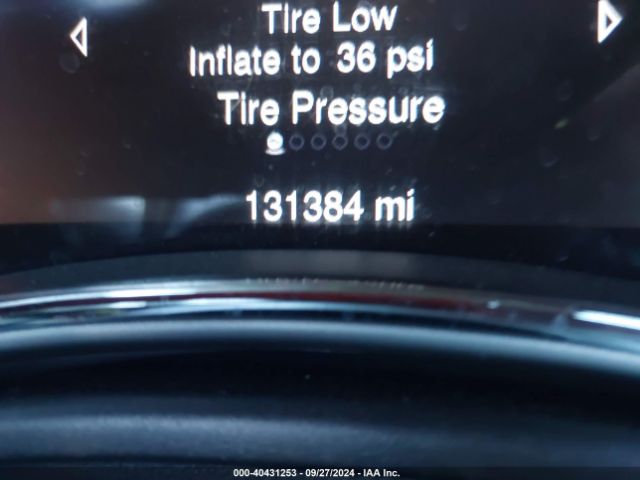 Tire Low
Inflate to 36 psi
Tire Pressure
131384 mi
000-40431253 - 09/27/2024 - IAA Inc.